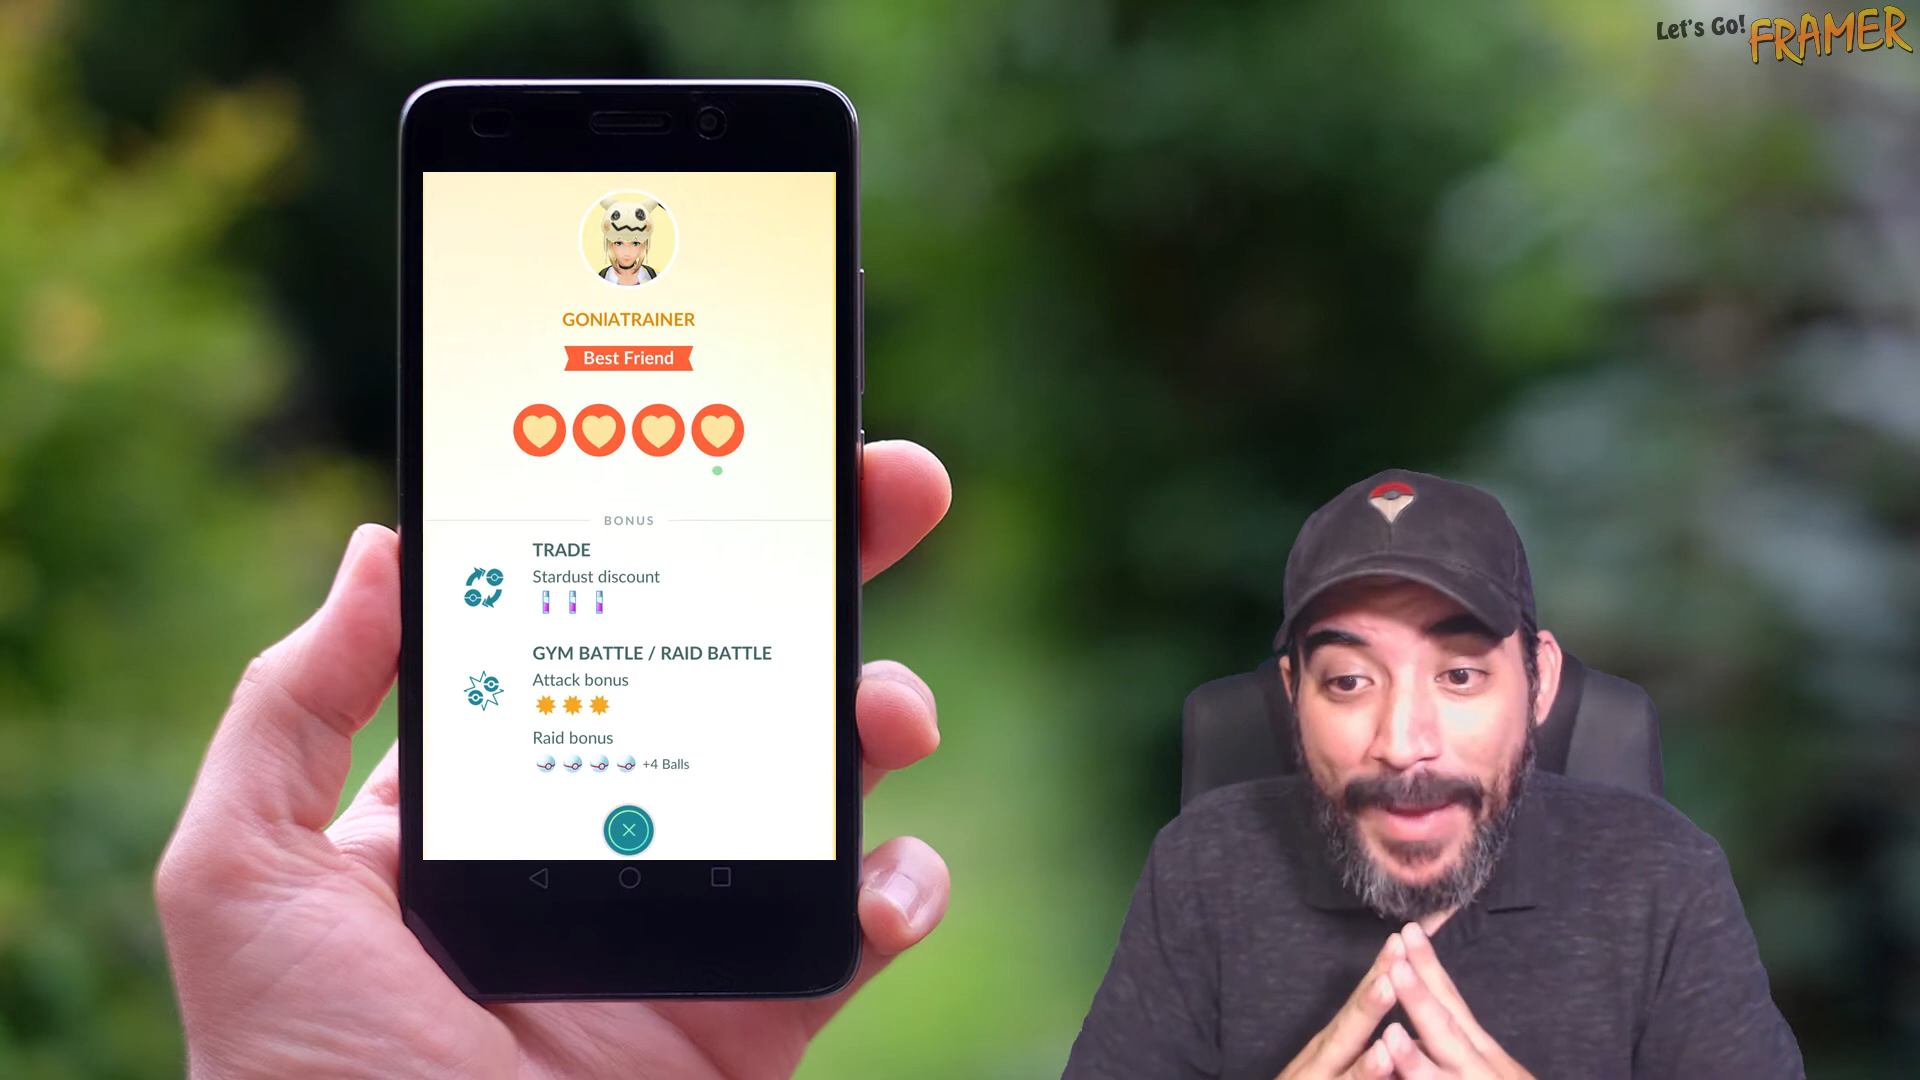 Let's Go! FRAMER
GONIATRAINER
Best Friend
BONUS
TRADE
Stardust discount
GYM BATTLE / RAID BATTLE
Attack bonus
Raid bonus
+4 Balls